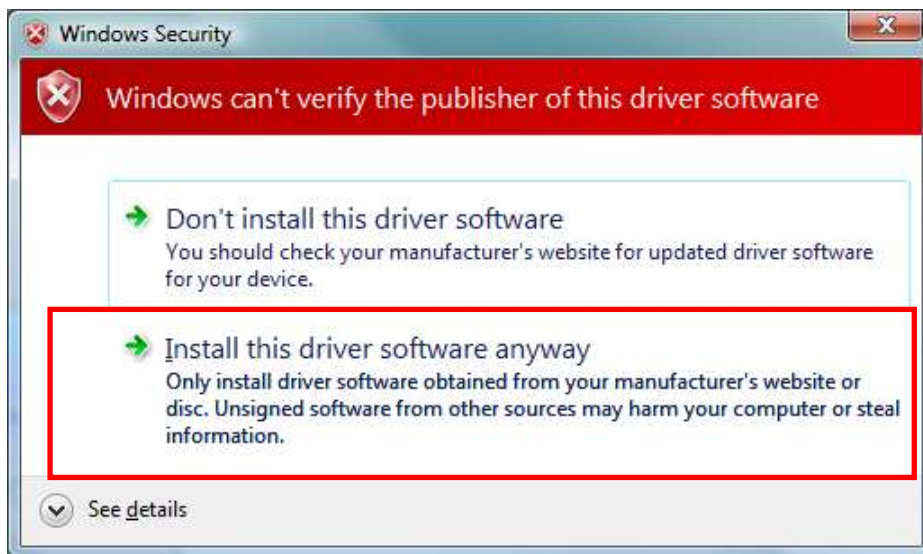 Windows Security
Windows can't verify the publisher of this driver software
Don't install this driver software
You should check your manufacturer's website for updated driver software
for your device.
Install this driver software anyway
Only install driver software obtained from your manufacturer's website or
disc. Unsigned software from other sources may harm your computer or steal
information.
See details